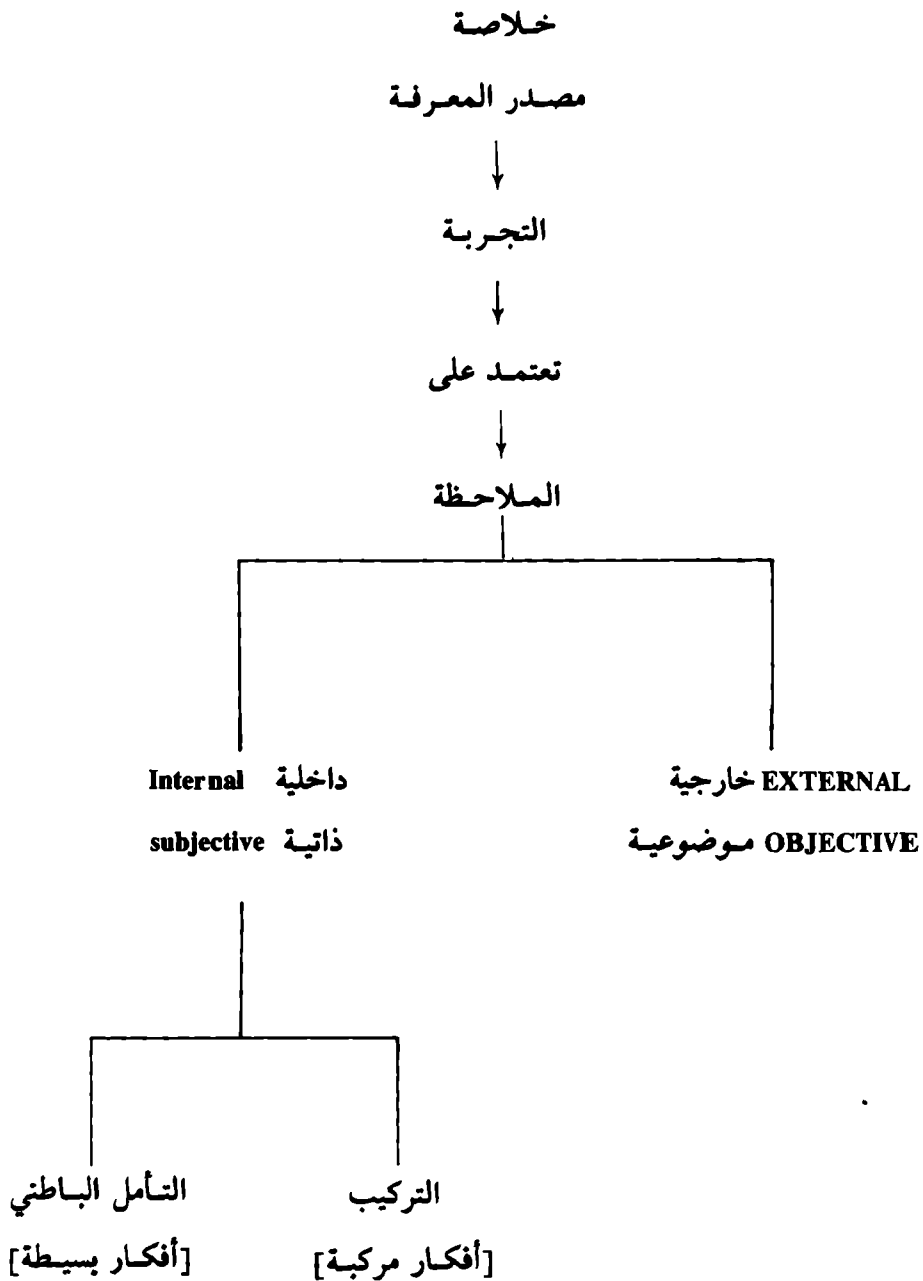 خلاصة
مصدر المعرفة
التجربة
تعتمد على
الملاحظة
خارجية EXTERNAL
داخلية Internal
موضوعية OBJECTIVE
ذاتية subjective
التركيب
التأمل الباطني
[أفكار مركبة]
[أفكار بسيطة]